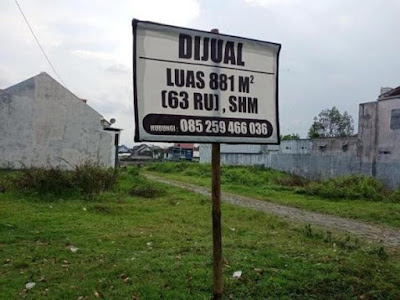 DIJUAL
LUAS 881 M²
(63 RU), SHM
HUBUNGI : 085 259 466 036